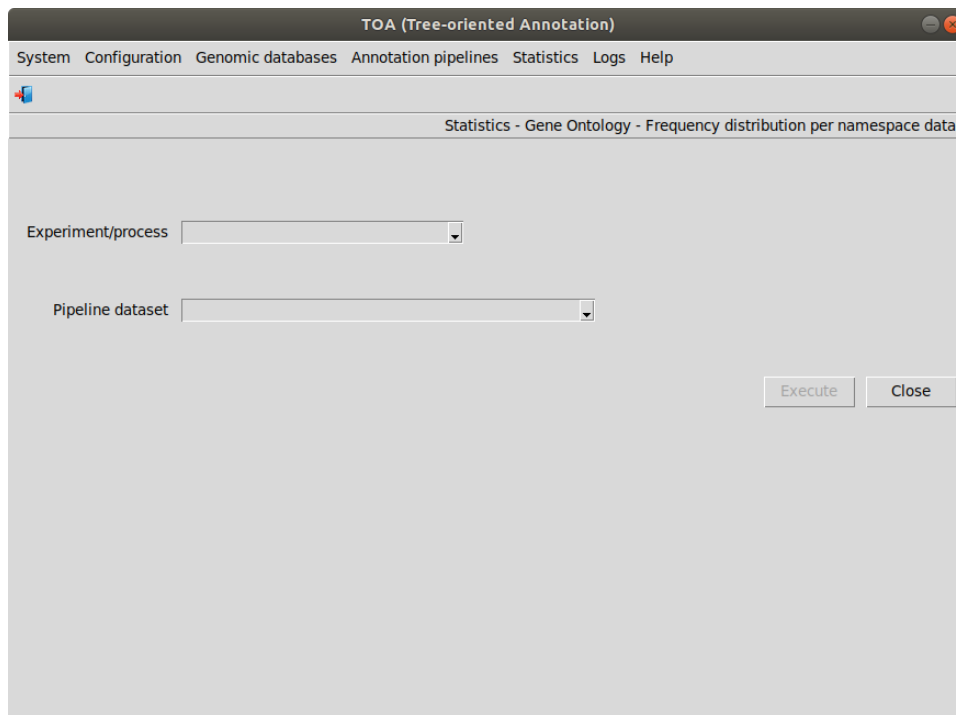 TOA (Tree-oriented Annotation)
System Configuration Genomic databases Annotation pipelines Statistics Logs Help
Statistics - Gene Ontology - Frequency distribution per namespace data
Experiment/process
Pipeline dataset
Execute Close